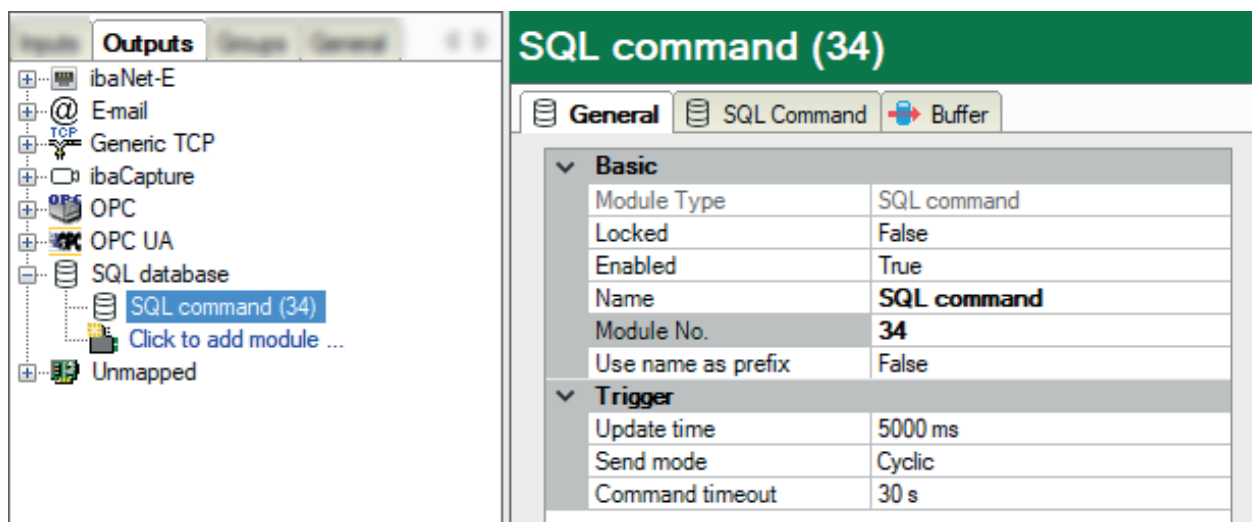 Outputs
ibaNet-E
@ E-mail
TCP Generic TCP
ibaCapture
OPC OPC
OPC UA
SQL database
SQL command (34)
Click to add module ...
Unmapped
SQL command (34)
General SQL Command Buffer
Basic
Module Type SQL command
Locked False
Enabled True
Name SQL command
Module No. 34
Use name as prefix False
Trigger
Update time 5000 ms
Send mode Cyclic
Command timeout 30 s